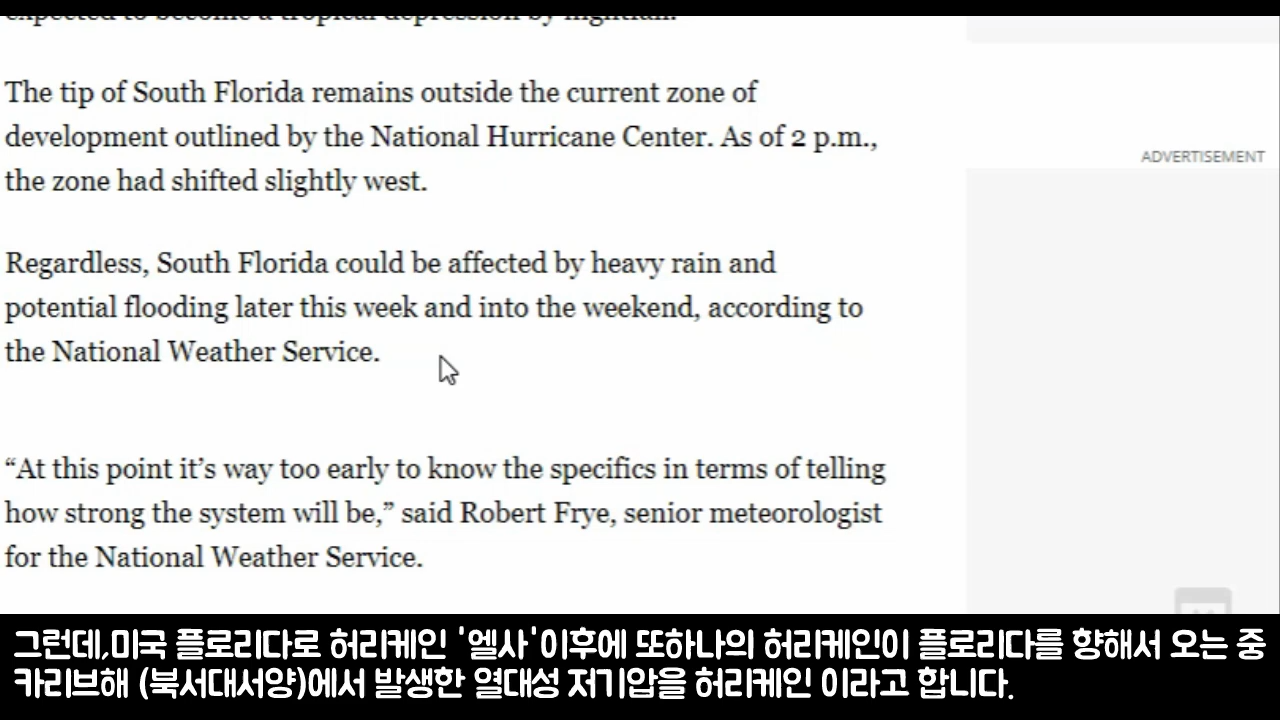 expected to become a tropical depression by nightfall.
The tip of South Florida remains outside the current zone of
development outlined by the National Hurricane Center. As of 2 p.m.,
the zone had shifted slightly west.
ADVERTISEMENT
Regardless, South Florida could be affected by heavy rain and
potential flooding later this week and into the weekend, according to
the National Weather Service.
“At this point it’s way too early to know the specifics in terms of telling
how strong the system will be,” said Robert Frye, senior meteorologist
for the National Weather Service.
그런데,미국 플로리다로 허리케인 '엘사'이후에 또하나의 허리케인이 플로리다를 향해서 오는 중
카리브해 (북서대서양)에서 발생한 열대성 저기압을 허리케인 이라고 합니다.